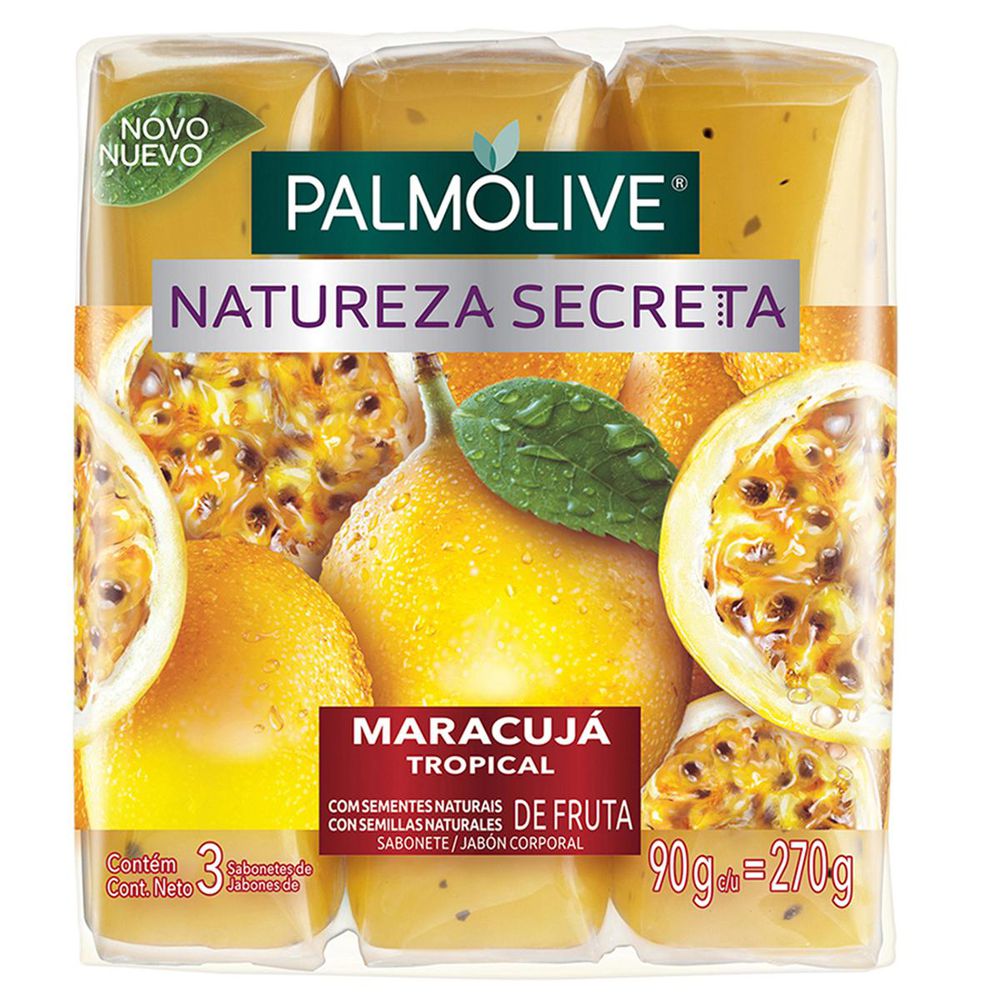 NOVO
NUEVO
PALMOLIVE®
NATUREZA SECRETA
MARACUJÁ
TROPICAL
COM SEMENTES NATURAIS
CON SEMILLAS NATURALES
DE FRUTA
SABONETE / JABÓN CORPORAL
Contém
Cont. Neto
3
Sabonetes de
Jabones de
90g c/u = 270g